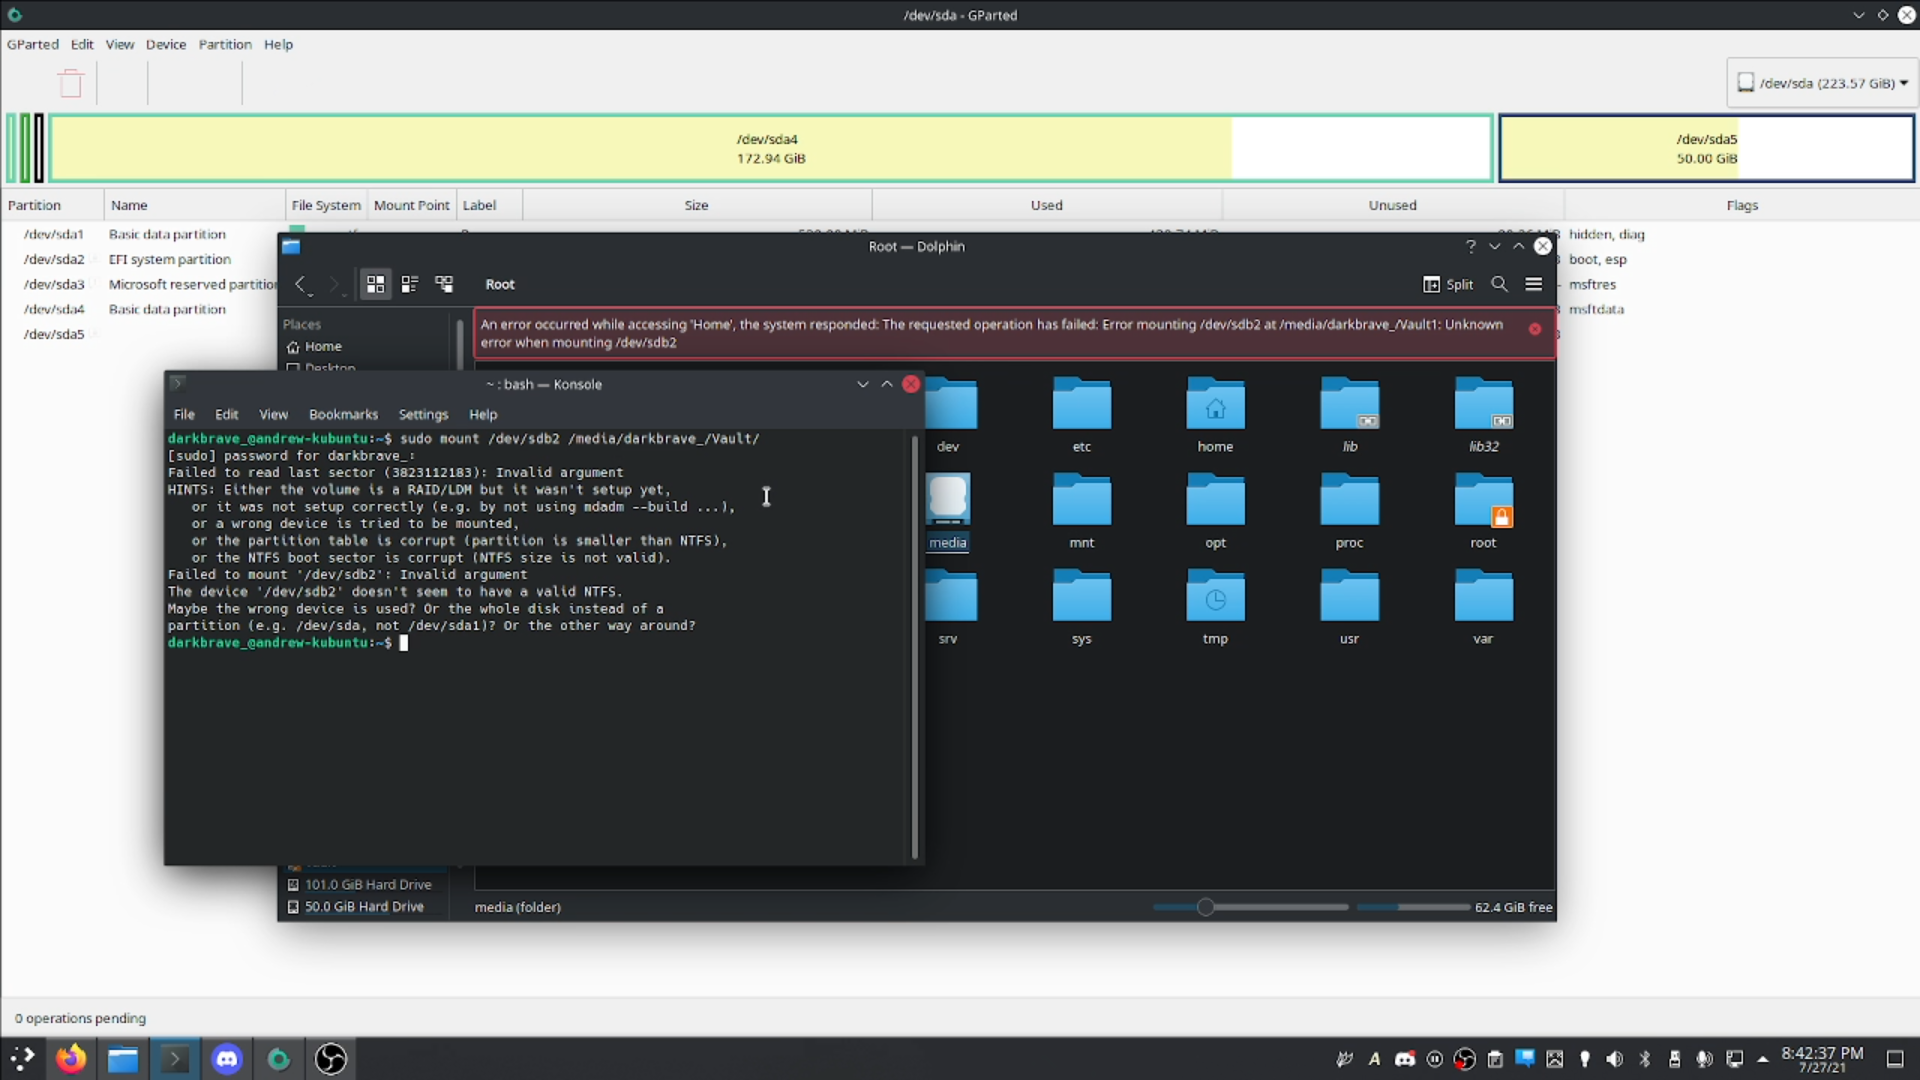 /dev/sda - GParted
GParted Edit View Device Partition Help
/dev/sda (223.57 GiB)
/dev/sda4
172.94 GiB
/dev/sda5
50.00 GiB
Partition Name File System Mount Point Label Size Used Unused Flags
/dev/sda1 Basic data partition hidden, diag
/dev/sda2 EFI system partition boot, esp
/dev/sda3 Microsoft reserved partition msftres
/dev/sda4 Basic data partition msftdata
/dev/sda5
Root — Dolphin
Root
Split
Places
Home
Desktop
An error occurred while accessing 'Home', the system responded: The requested operation has failed: Error mounting /dev/sdb2 at /media/darkbrave_/Vault1: Unknown
error when mounting /dev/sdb2
~ : bash — Konsole
File Edit View Bookmarks Settings Help
darkbrave_@andrew-kubuntu:~$ sudo mount /dev/sdb2 /media/darkbrave_/Vault/
[sudo] password for darkbrave_:
Failed to read last sector (3823112183): Invalid argument
HINTS: Either the volume is a RAID/LDM but it wasn't setup yet,
or it was not setup correctly (e.g. by not using mdadm --build ...),
or a wrong device is tried to be mounted,
or the partition table is corrupt (partition is smaller than NTFS),
or the NTFS boot sector is corrupt (NTFS size is not valid).
Failed to mount '/dev/sdb2': Invalid argument
The device '/dev/sdb2' doesn't seem to have a valid NTFS.
Maybe the wrong device is used? Or the whole disk instead of a
partition (e.g. /dev/sda, not /dev/sda1)? Or the other way around?
darkbrave_@andrew-kubuntu:~$
dev etc home lib lib32
media mnt opt proc root
srv sys tmp usr var
101.0 GiB Hard Drive
50.0 GiB Hard Drive
media (folder)
62.4 GiB free
0 operations pending
8:42:37 PM
7/27/21